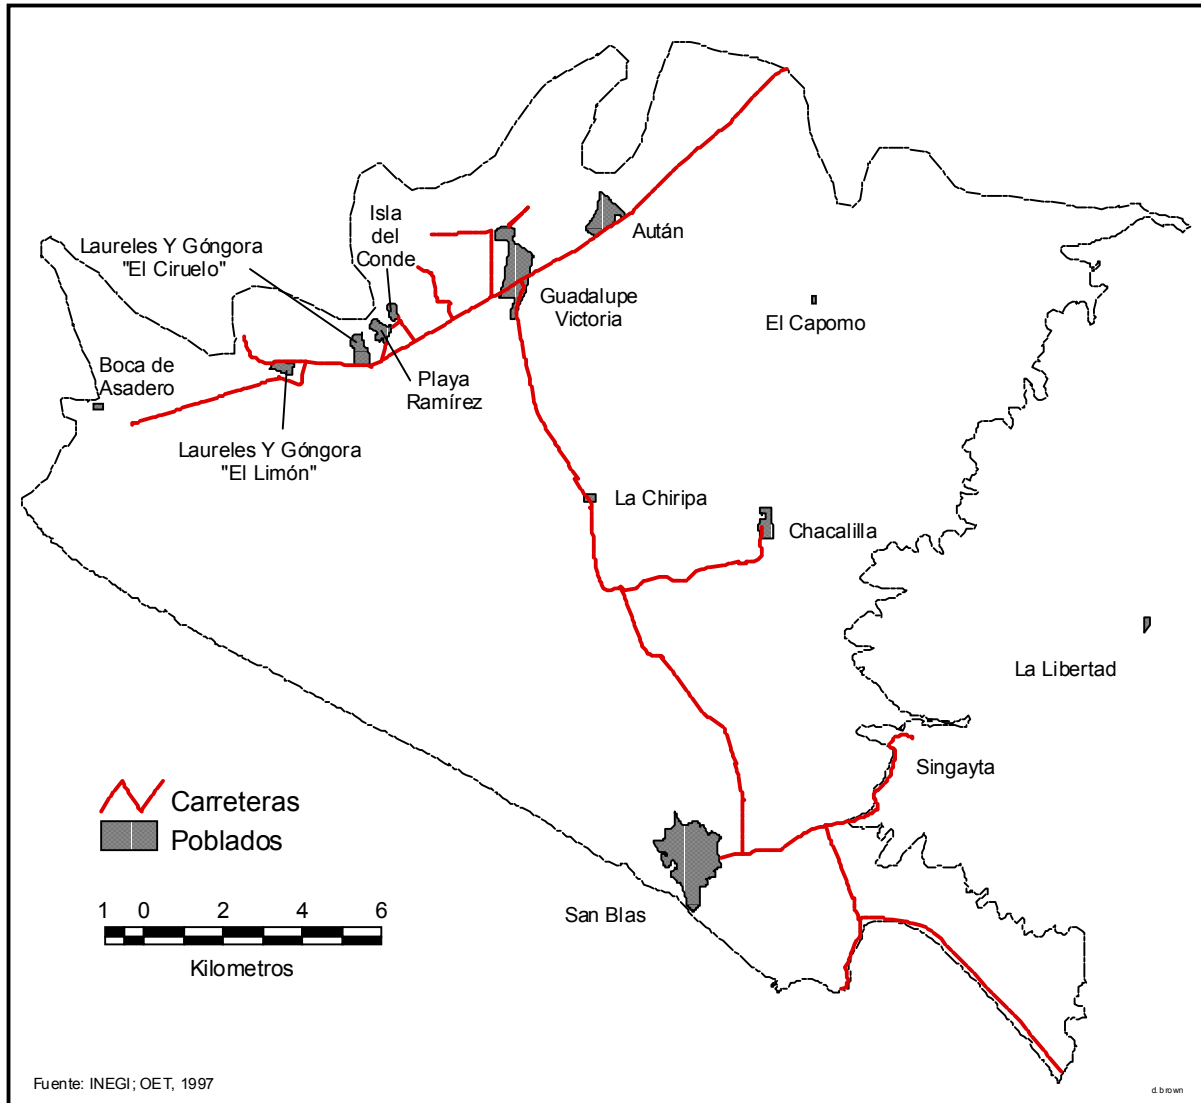 Isla
del
Conde
Laureles Y Góngora
"El Ciruelo"
Aután
Guadalupe
Victoria
El Capomo
Boca de
Asadero
Playa
Ramírez
Laureles Y Góngora
"El Limón"
La Chiripa
Chacalilla
La Libertad
Singayta
Carreteras
Poblados
San Blas
1 0 2 4 6
Kilometros
Fuente: INEGI; OET, 1997
d.brown